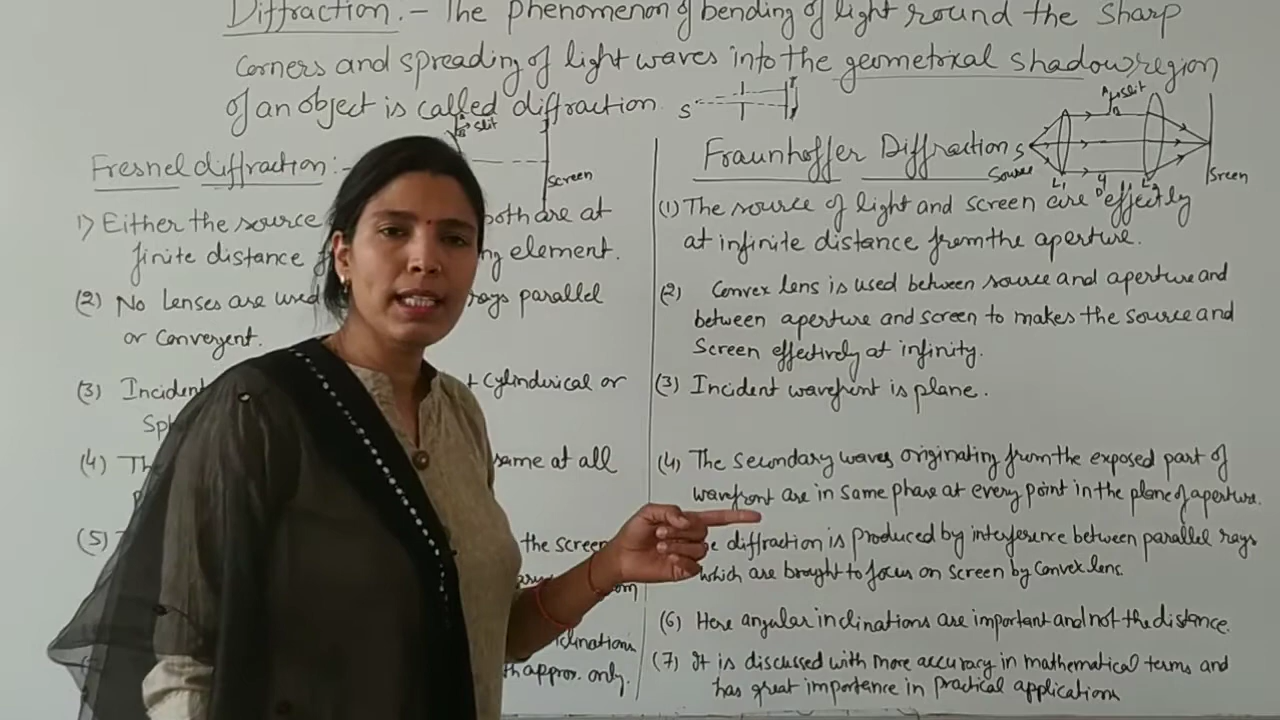 Diffraction :- The phenomenon of bending of light round the sharp
corners and spreading of light waves into the geometrical shadow region
of an object is called diffraction. S
A
B slit
screen
Fresnel diffraction :-
1) Either the source both are at
finite distance element.
(2) No Lenses are used rays parallel
or convergent.
(3) Incident cylindrical or
(4) same at all
(5) the screen
clinations
approx. only.
Fraunhoffer Diffraction S
Source L1 L2 Sreen
A slit
B
(1) The source of light and screen are effectly
at infinite distance from the aperture.
(2) Convex lens is used between source and aperture and
between aperture and screen to makes the source and
Screen effectively at infinity.
(3) Incident wavefront is plane.
(4) The secondary waves originating from the exposed part of
wavefront are in same phase at every point in the plane of aperture.
diffraction is produced by interference between parallel rays
which are brought to focus on screen by convex lens.
(6) Here angular inclinations are important and not the distance.
(7) It is discussed with more accuracy in mathematical terms and
has great importence in practical applications